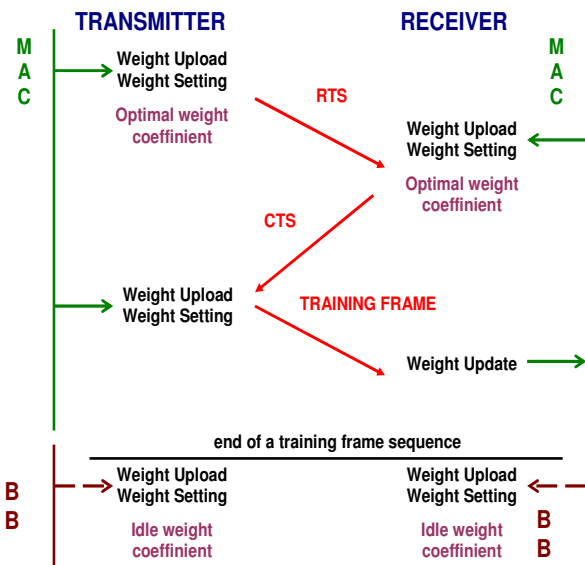 TRANSMITTER
RECEIVER
M
A
C
Weight Upload
Weight Setting
Optimal weight
coeffinient
RTS
M
A
C
Weight Upload
Weight Setting
Optimal weight
coeffinient
CTS
Weight Upload
Weight Setting
TRAINING FRAME
Weight Update
end of a training frame sequence
B
B
Weight Upload
Weight Setting
Idle weight
coeffinient
Weight Upload
Weight Setting
Idle weight
coeffinient
B
B